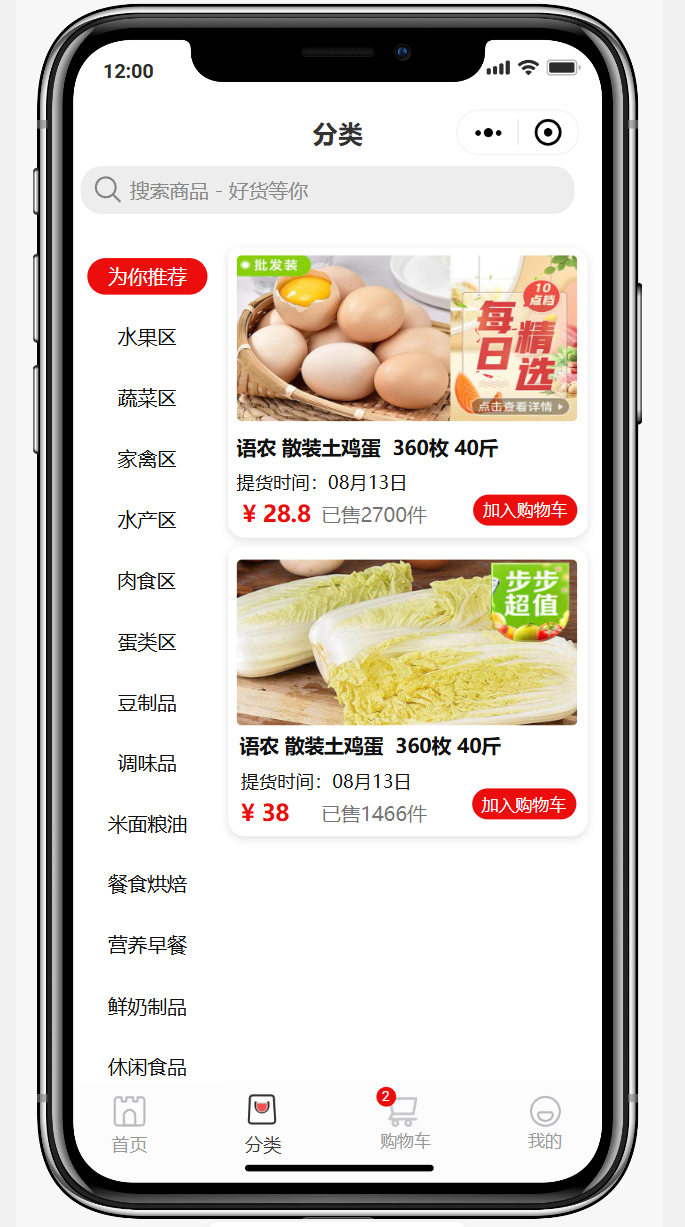 12:00
分类
搜索商品 - 好货等你
为你推荐
水果区
蔬菜区
家禽区
水产区
肉食区
蛋类区
豆制品
调味品
米面粮油
餐食烘焙
营养早餐
鲜奶制品
休闲食品
批发装
10
点档
每日
精选
点击查看详情
语农 散装土鸡蛋 360枚 40斤
提货时间：08月13日
¥ 28.8 已售2700件
加入购物车
步步
超值
语农 散装土鸡蛋 360枚 40斤
提货时间：08月13日
¥ 38 已售1466件
加入购物车
首页
分类
2
购物车
我的